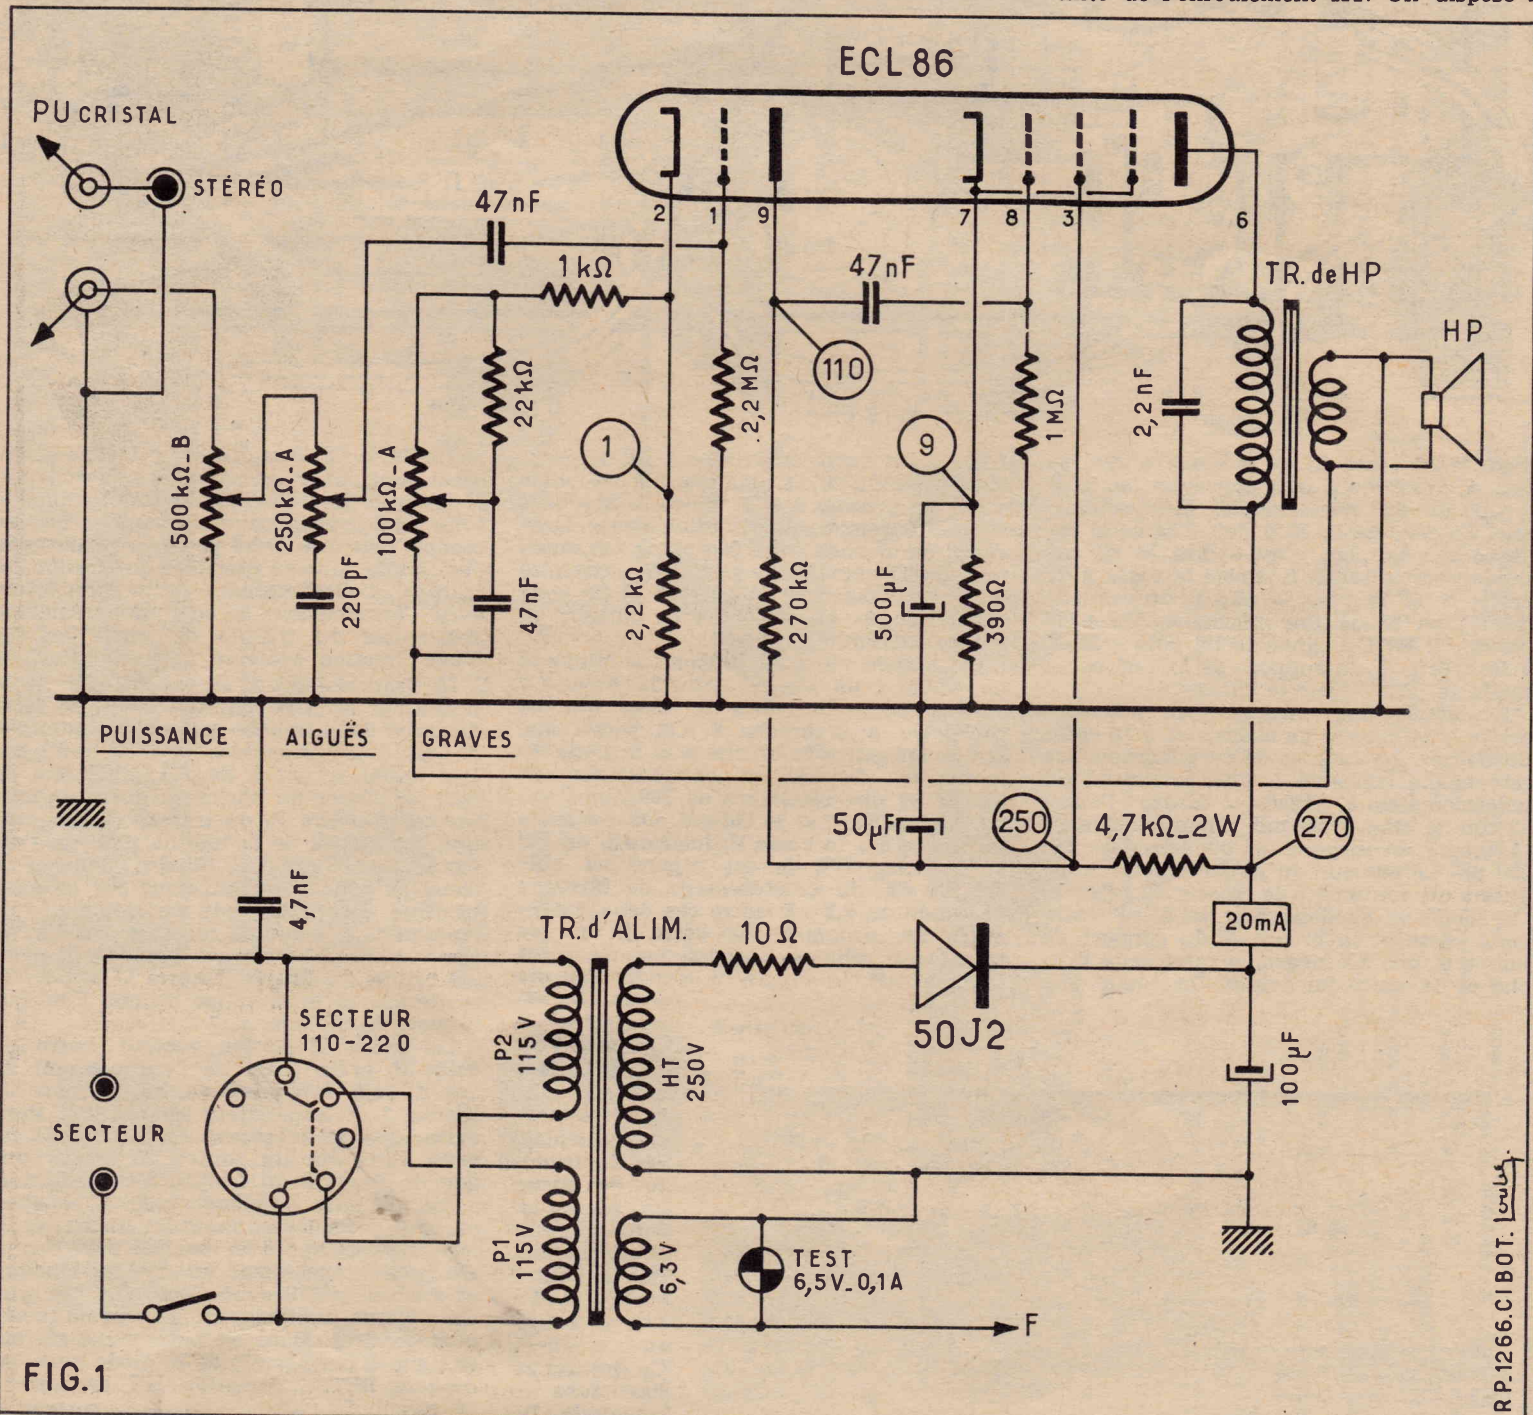 ECL 86
PU CRISTAL
STÉRÉO
47nF
2
1
9
7
8
3
6
1kΩ
47nF
TR. de HP
HP
110
22kΩ
2,2MΩ
1MΩ
2,2nF
1
9
500kΩ_B
250kΩ_A
100kΩ_A
220pF
47nF
2,2kΩ
270kΩ
500µF
390Ω
PUISSANCE
AIGUËS
GRAVES
50µF
250
4,7kΩ_2W
270
4,7nF
20mA
TR. d'ALIM.
10Ω
50J2
SECTEUR
110-220
P2
115V
HT
250V
100µF
SECTEUR
P1
115V
6,3V
TEST
6,5V_0,1A
F
FIG.1
RP.1266.CIBOT.